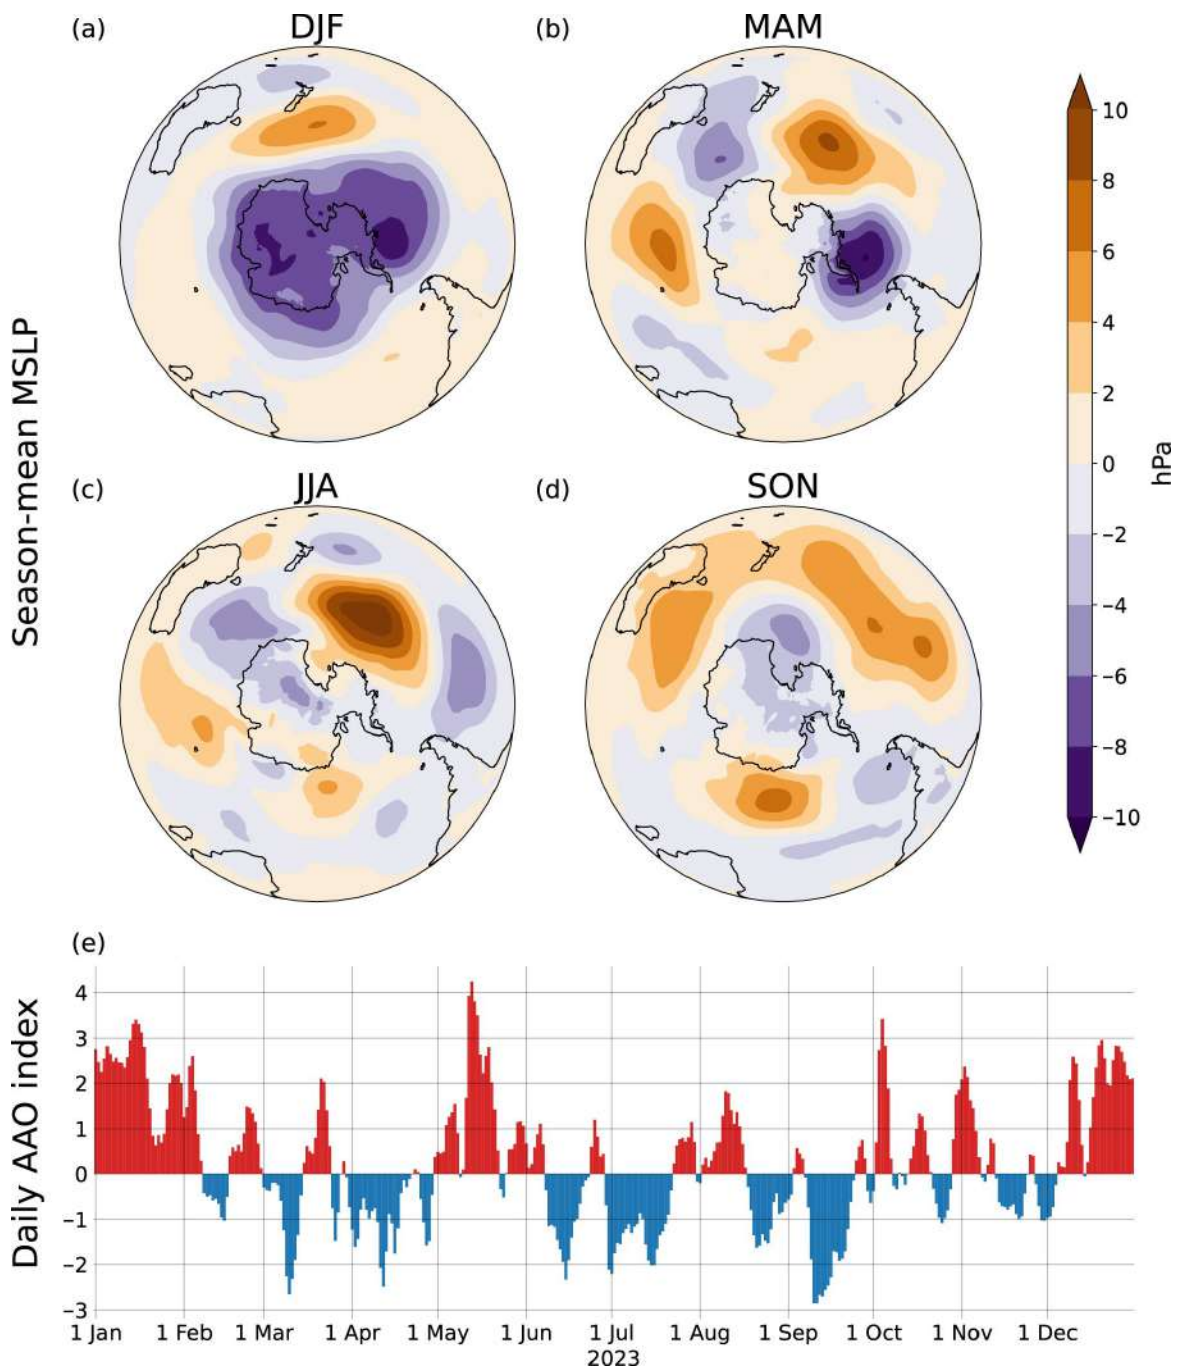 (a) DJF
(b) MAM
Season-mean MSLP
10
8
6
4
2
0
−2
−4
−6
−8
−10
hPa
(c) JJA
(d) SON
(e)
Daily AAO index
4
3
2
1
0
−1
−2
−3
1 Jan 1 Feb 1 Mar 1 Apr 1 May 1 Jun 1 Jul 1 Aug 1 Sep 1 Oct 1 Nov 1 Dec
2023